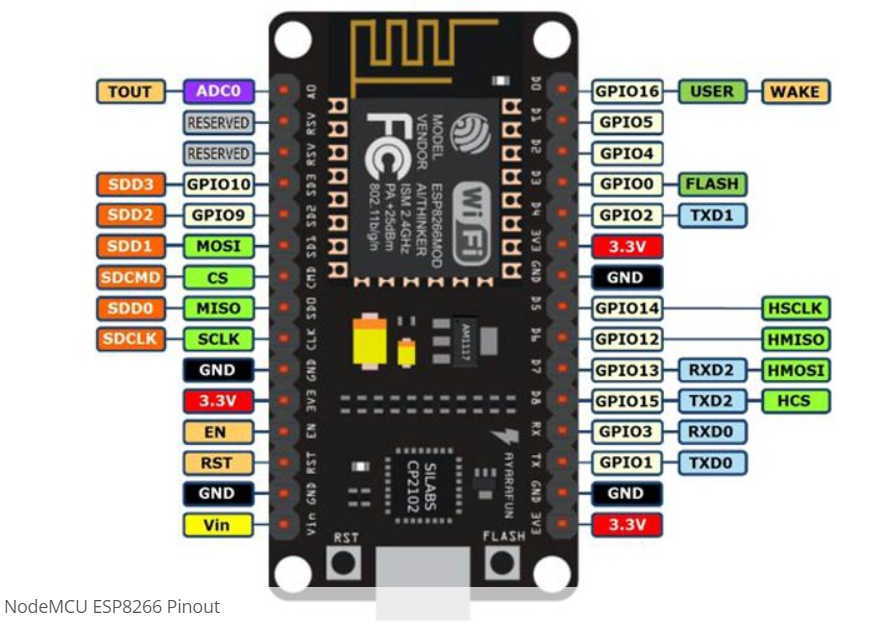 TOUT ADC0 A0 D0 GPIO16 USER WAKE
RESERVED RSV D1 GPIO5
RESERVED RSV D2 GPIO4
SDD3 GPIO10 SD3 D3 GPIO0 FLASH
SDD2 GPIO9 SD2 D4 GPIO2 TXD1
SDD1 MOSI SD1 3V3 3.3V
SDCMD CS CMD GND GND
SDD0 MISO SD0 D5 GPIO14 HSCLK
SDCLK SCLK CLK D6 GPIO12 HMISO
GND GND D7 GPIO13 RXD2 HMOSI
3.3V 3V3 D8 GPIO15 TXD2 HCS
EN EN RX GPIO3 RXD0
RST RST TX GPIO1 TXD0
GND GND GND GND
Vin Vin 3V3 3.3V
MODEL ESP8266MOD
VENDOR AI/THINKER
ISM 2.4GHz
PA +25dBm
802.11b/g/n
FC
Wi Fi
AM1117
SILABS
CP2102
AYARAFUN
RST
FLASH
NodeMCU ESP8266 Pinout